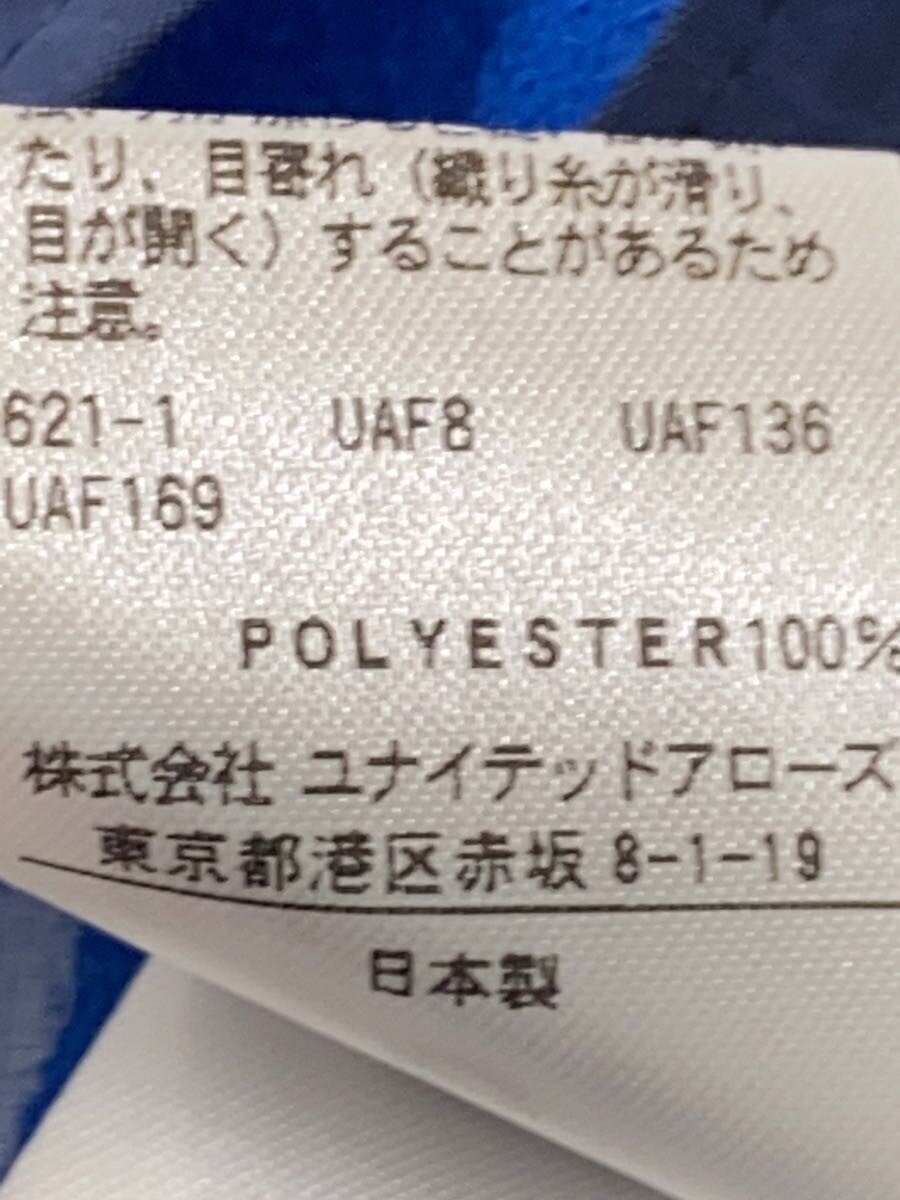 たり、目寄れ（織り糸が滑り、
目が開く）することがあるため
注意。
621-1 UAF8 UAF136
UAF169
POLYESTER100%
株式会社 ユナイテッドアローズ
東京都港区赤坂 8-1-19
日本製